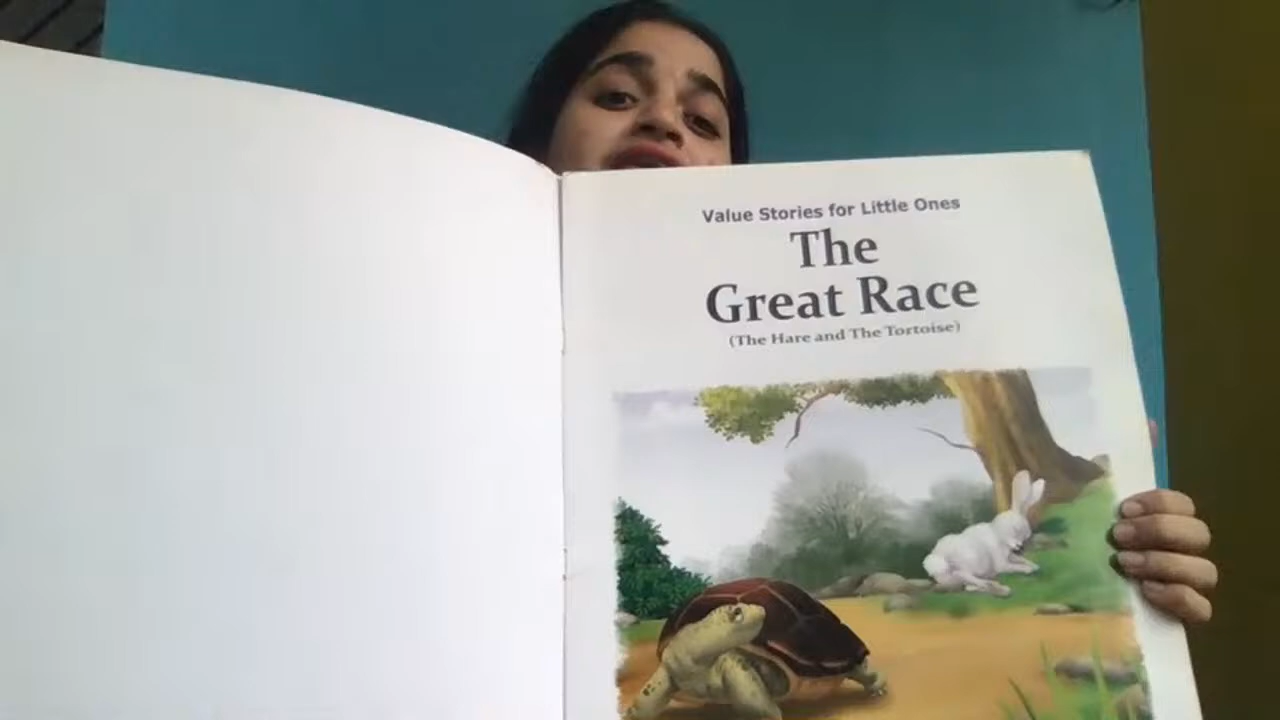 Value Stories for Little Ones
The
Great Race
(The Hare and The Tortoise)